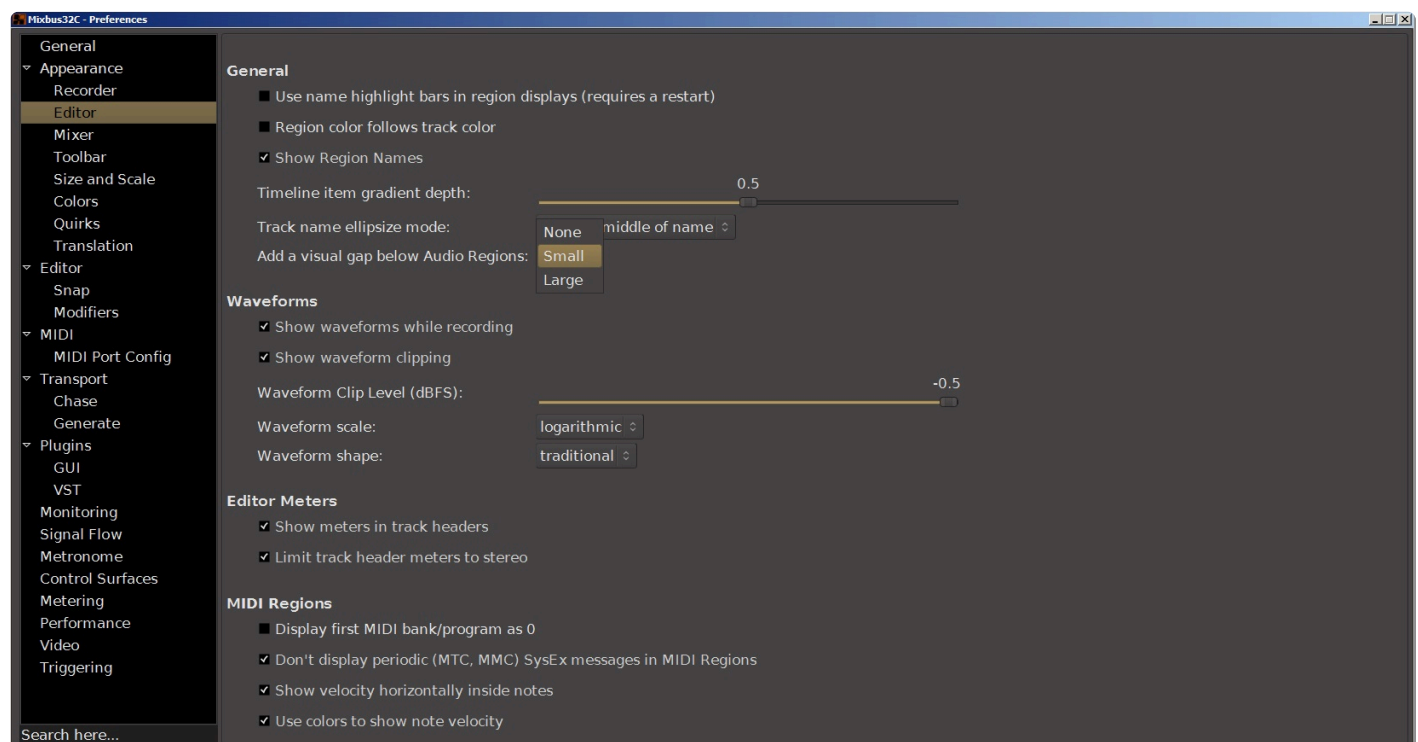 Mixbus32C - Preferences
General
Appearance
Recorder
Editor
Mixer
Toolbar
Size and Scale
Colors
Quirks
Translation
Editor
Snap
Modifiers
MIDI
MIDI Port Config
Transport
Chase
Generate
Plugins
GUI
VST
Monitoring
Signal Flow
Metronome
Control Surfaces
Metering
Performance
Video
Triggering
Search here...
General
Use name highlight bars in region displays (requires a restart)
Region color follows track color
Show Region Names
0.5
Timeline item gradient depth:
Track name ellipsize mode: middle of name
Add a visual gap below Audio Regions:
None
Small
Large
Waveforms
Show waveforms while recording
Show waveform clipping
-0.5
Waveform Clip Level (dBFS):
Waveform scale: logarithmic
Waveform shape: traditional
Editor Meters
Show meters in track headers
Limit track header meters to stereo
MIDI Regions
Display first MIDI bank/program as 0
Don't display periodic (MTC, MMC) SysEx messages in MIDI Regions
Show velocity horizontally inside notes
Use colors to show note velocity